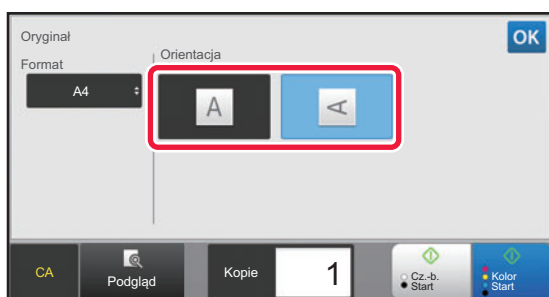 Oryginał
OK
Format
Orientacja
A4
A
A
CA
Podgląd
Kopie
1
Cz.-b.
Start
Kolor
Start